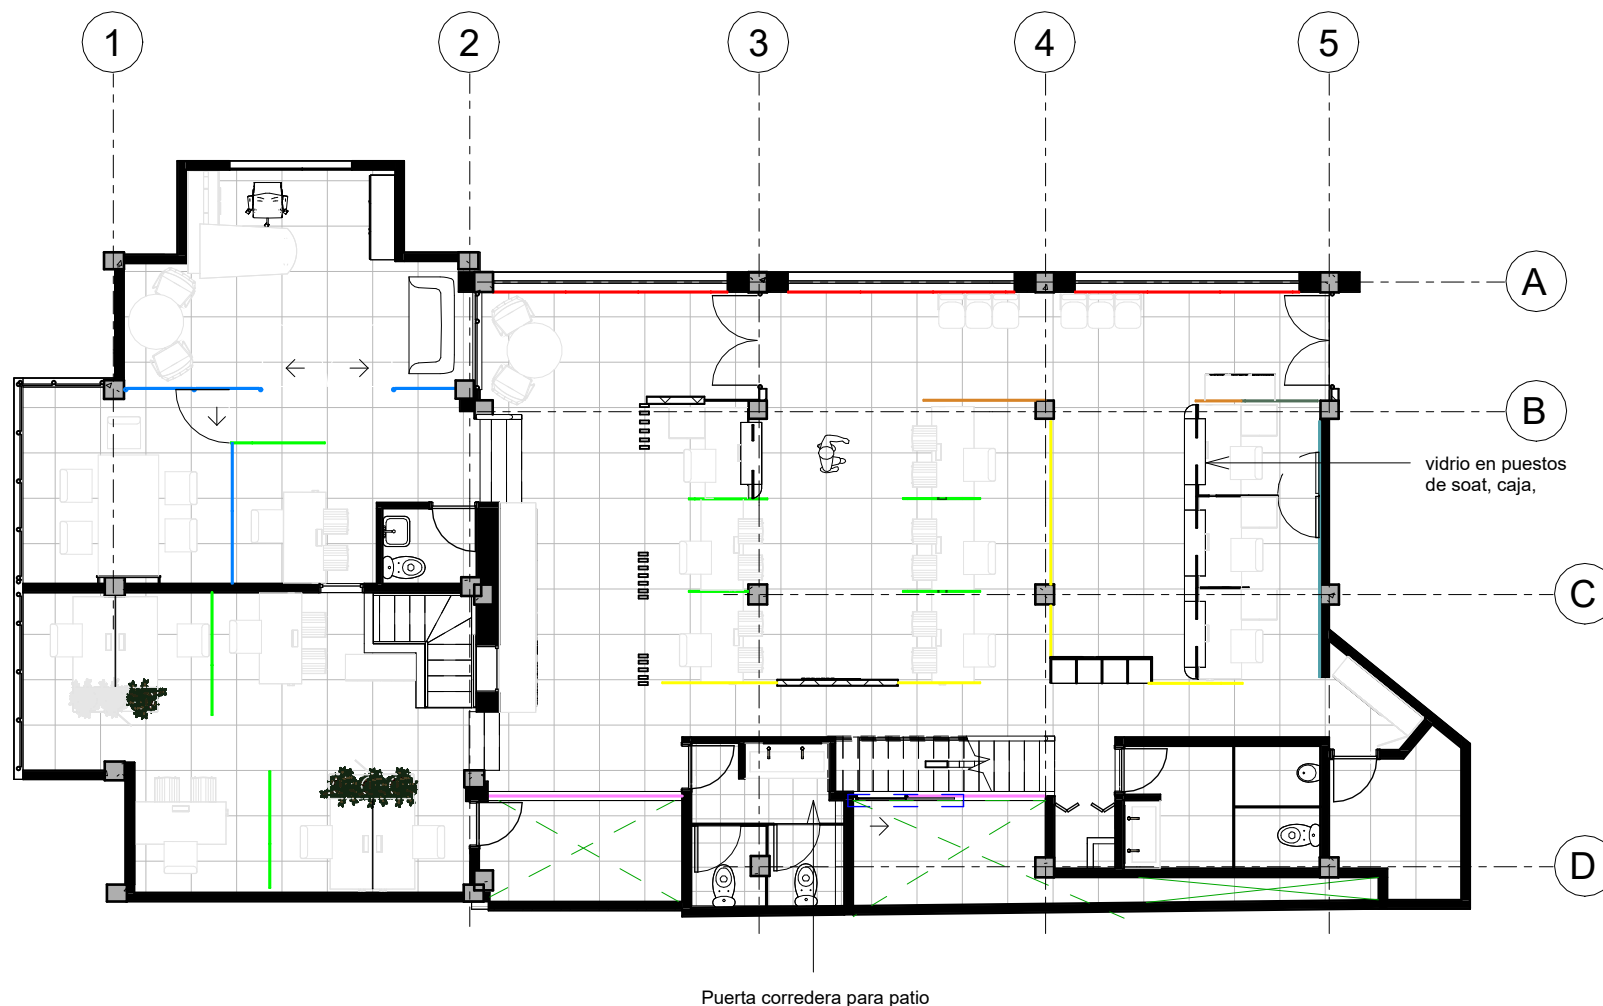 1
2
3
4
5
A
B
vidrio en puestos
de soat, caja,
C
D
Puerta corredera para patio